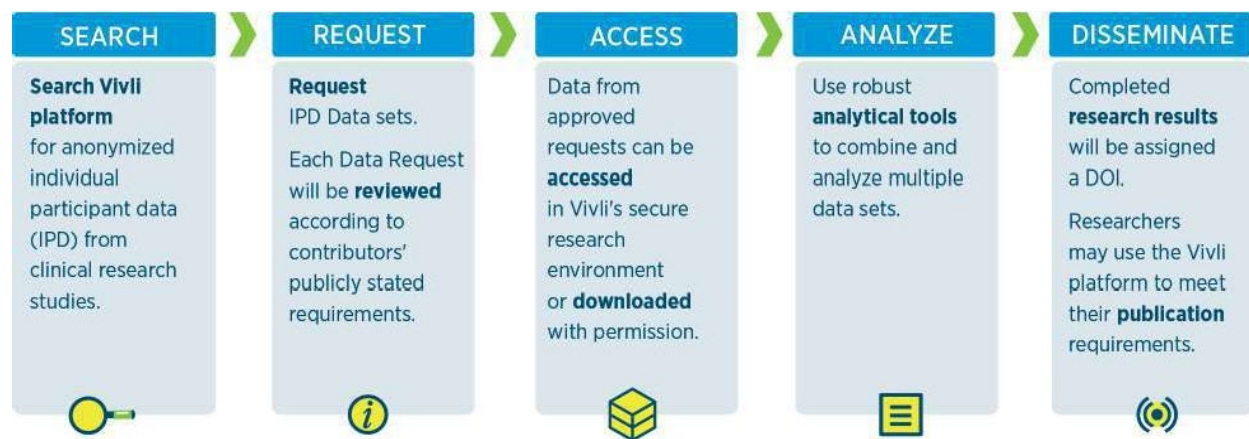 SEARCH
Search Vivli
platform
for anonymized
individual
participant data
(IPD) from
clinical research
studies.
REQUEST
Request
IPD Data sets.
Each Data Request
will be reviewed
according to
contributors'
publicly stated
requirements.
ACCESS
Data from
approved
requests can be
accessed
in Vivli's secure
research
environment
or downloaded
with permission.
ANALYZE
Use robust
analytical tools
to combine and
analyze multiple
data sets.
DISSEMINATE
Completed
research results
will be assigned
a DOI.
Researchers
may use the Vivli
platform to meet
their publication
requirements.
i